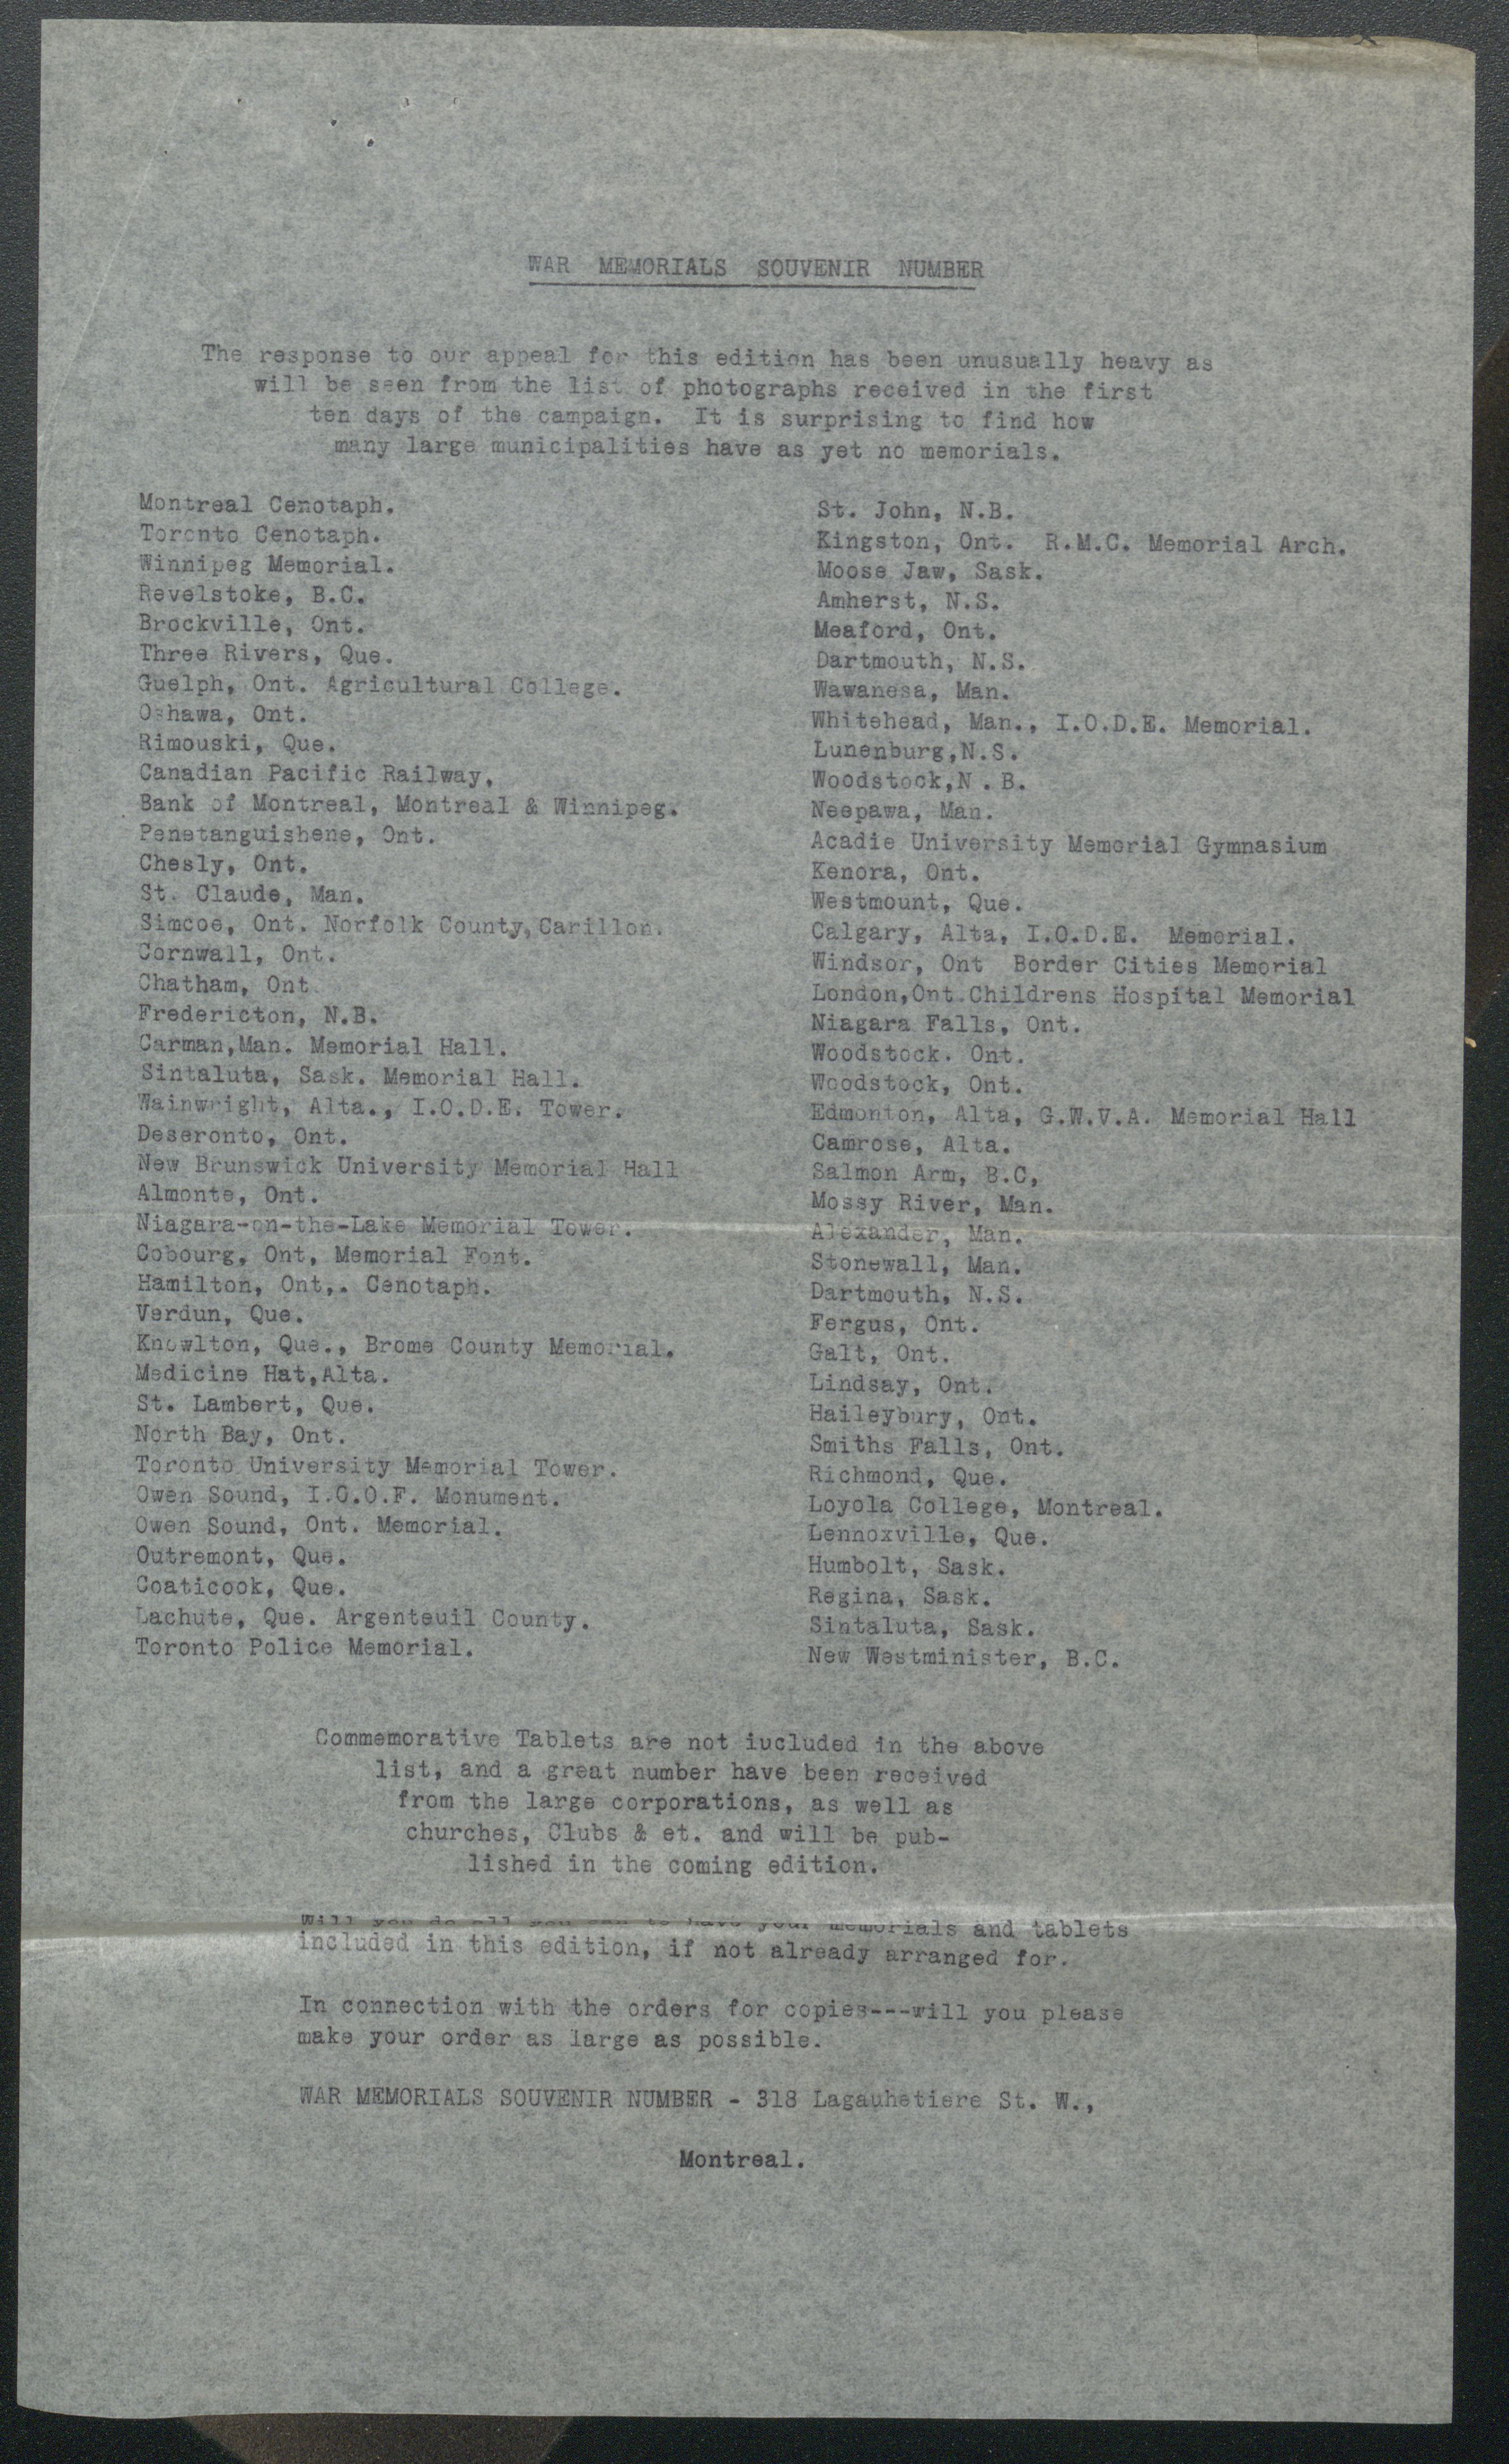 WAR MEMORIALS SOUVENIR NUMBER
The response to our appeal for this edition has been unusually heavy as
will be seen from the list of photographs received in the first
ten days of the campaign. It is surprising to find how
many large municipalities have as yet no memorials.
Montreal Cenotaph.
Toronto Cenotaph.
Winnipeg Memorial.
Revelstoke, B.C.
Brockville, Ont.
Three Rivers, Que.
Guelph, Ont. Agricultural College.
Oshawa, Ont.
Rimouski, Que.
Canadian Pacific Railway.
Bank of Montreal, Montreal & Winnipeg.
Penetanguishene, Ont.
Chesly, Ont.
St. Claude, Man.
Simcoe, Ont. Norfolk County, Carillon.
Cornwall, Ont.
Chatham, Ont.
Fredericton, N.B.
Carman,Man. Memorial Hall.
Sintaluta, Sask. Memorial Hall.
Wainwright, Alta., I.O.D.E. Tower.
Deseronto, Ont.
New Brunswick University Memorial Hall
Almonte, Ont.
Niagara-on-the-Lake Memorial Tower.
Cobourg, Ont, Memorial Font.
Hamilton, Ont,. Cenotaph.
Verdun, Que.
Knowlton, Que., Brome County Memorial.
Medicine Hat,Alta.
St. Lambert, Que.
North Bay, Ont.
Toronto University Memorial Tower.
Owen Sound, I.O.O.F. Monument.
Owen Sound, Ont. Memorial.
Outremont, Que.
Coaticook, Que.
Lachute, Que. Argenteuil County.
Toronto Police Memorial.
St. John, N.B.
Kingston, Ont. R.M.C. Memorial Arch.
Moose Jaw, Sask.
Amherst, N.S.
Meaford, Ont.
Dartmouth, N.S.
Wawanesa, Man.
Whitehead, Man., I.O.D.E. Memorial.
Lunenburg,N.S.
Woodstock,N.B.
Neepawa, Man.
Acadie University Memorial Gymnasium
Kenora, Ont.
Westmount, Que.
Calgary, Alta, I.O.D.E. Memorial.
Windsor, Ont Border Cities Memorial
London,Ont.Childrens Hospital Memorial
Niagara Falls, Ont.
Woodstock. Ont.
Woodstock, Ont.
Edmonton, Alta, G.W.V.A. Memorial Hall
Camrose, Alta.
Salmon Arm, B.C,
Mossy River, Man.
Alexander, Man.
Stonewall, Man.
Dartmouth, N.S.
Fergus, Ont.
Galt, Ont.
Lindsay, Ont.
Haileybury, Ont.
Smiths Falls, Ont.
Richmond, Que.
Loyola College, Montreal.
Lennoxville, Que.
Humbolt, Sask.
Regina, Sask.
Sintaluta, Sask.
New Westminister, B.C.
Commemorative Tablets are not iucluded in the above
list, and a great number have been received
from the large corporations, as well as
churches, Clubs & et. and will be pub-
lished in the coming edition.
Will you do all you can to have your memorials and tablets
included in this edition, if not already arranged for.
In connection with the orders for copies---will you please
make your order as large as possible.
WAR MEMORIALS SOUVENIR NUMBER - 318 Lagauhetiere St. W.,
Montreal.